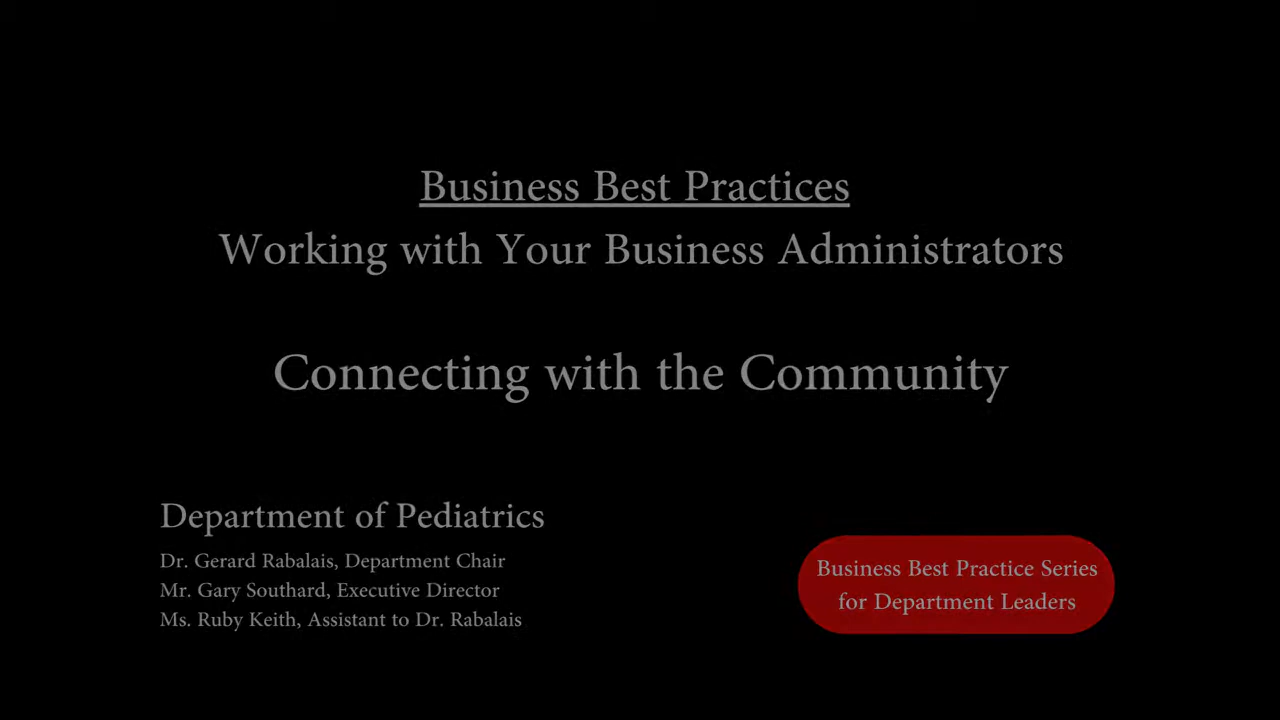 Business Best Practices
Working with Your Business Administrators
Connecting with the Community
Department of Pediatrics
Dr. Gerard Rabalais, Department Chair
Mr. Gary Southard, Executive Director
Ms. Ruby Keith, Assistant to Dr. Rabalais
Business Best Practice Series
for Department Leaders